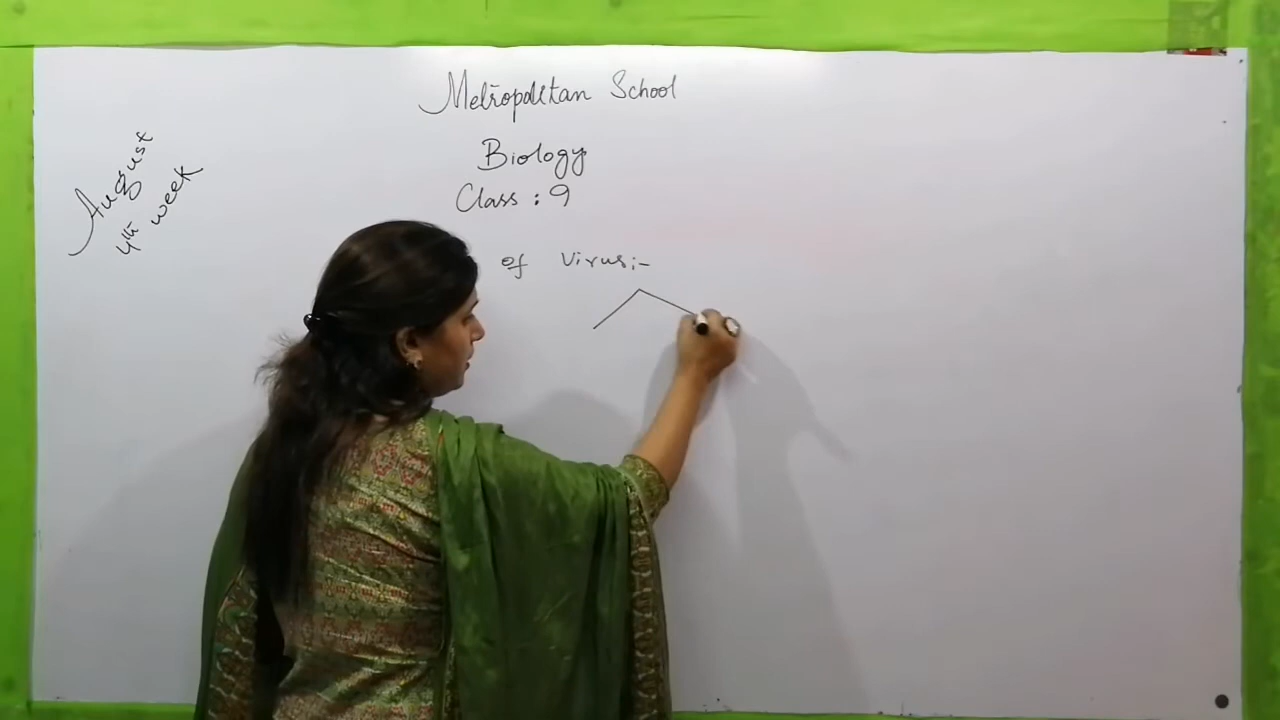 Metropolitan School
Biology
Class : 9
August
4th week
of Virus:-